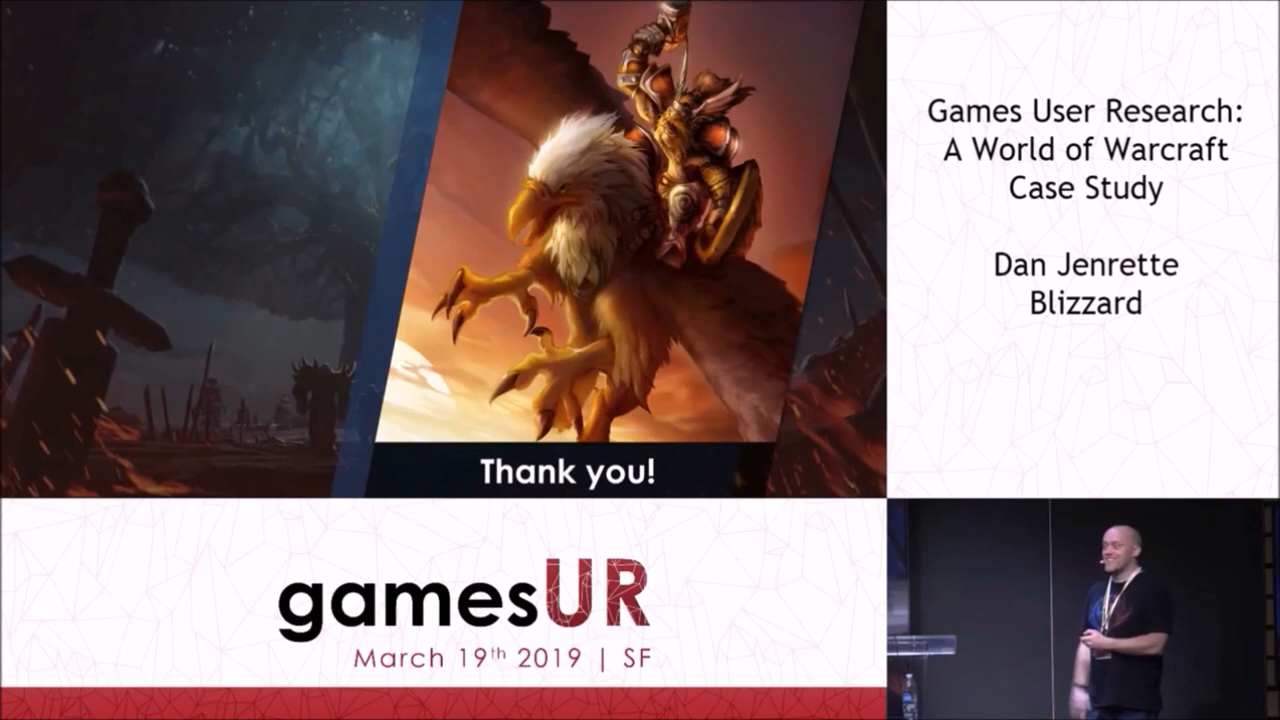 Thank you!
Games User Research:
A World of Warcraft
Case Study
Dan Jenrette
Blizzard
gamesUR
March 19th 2019 | SF